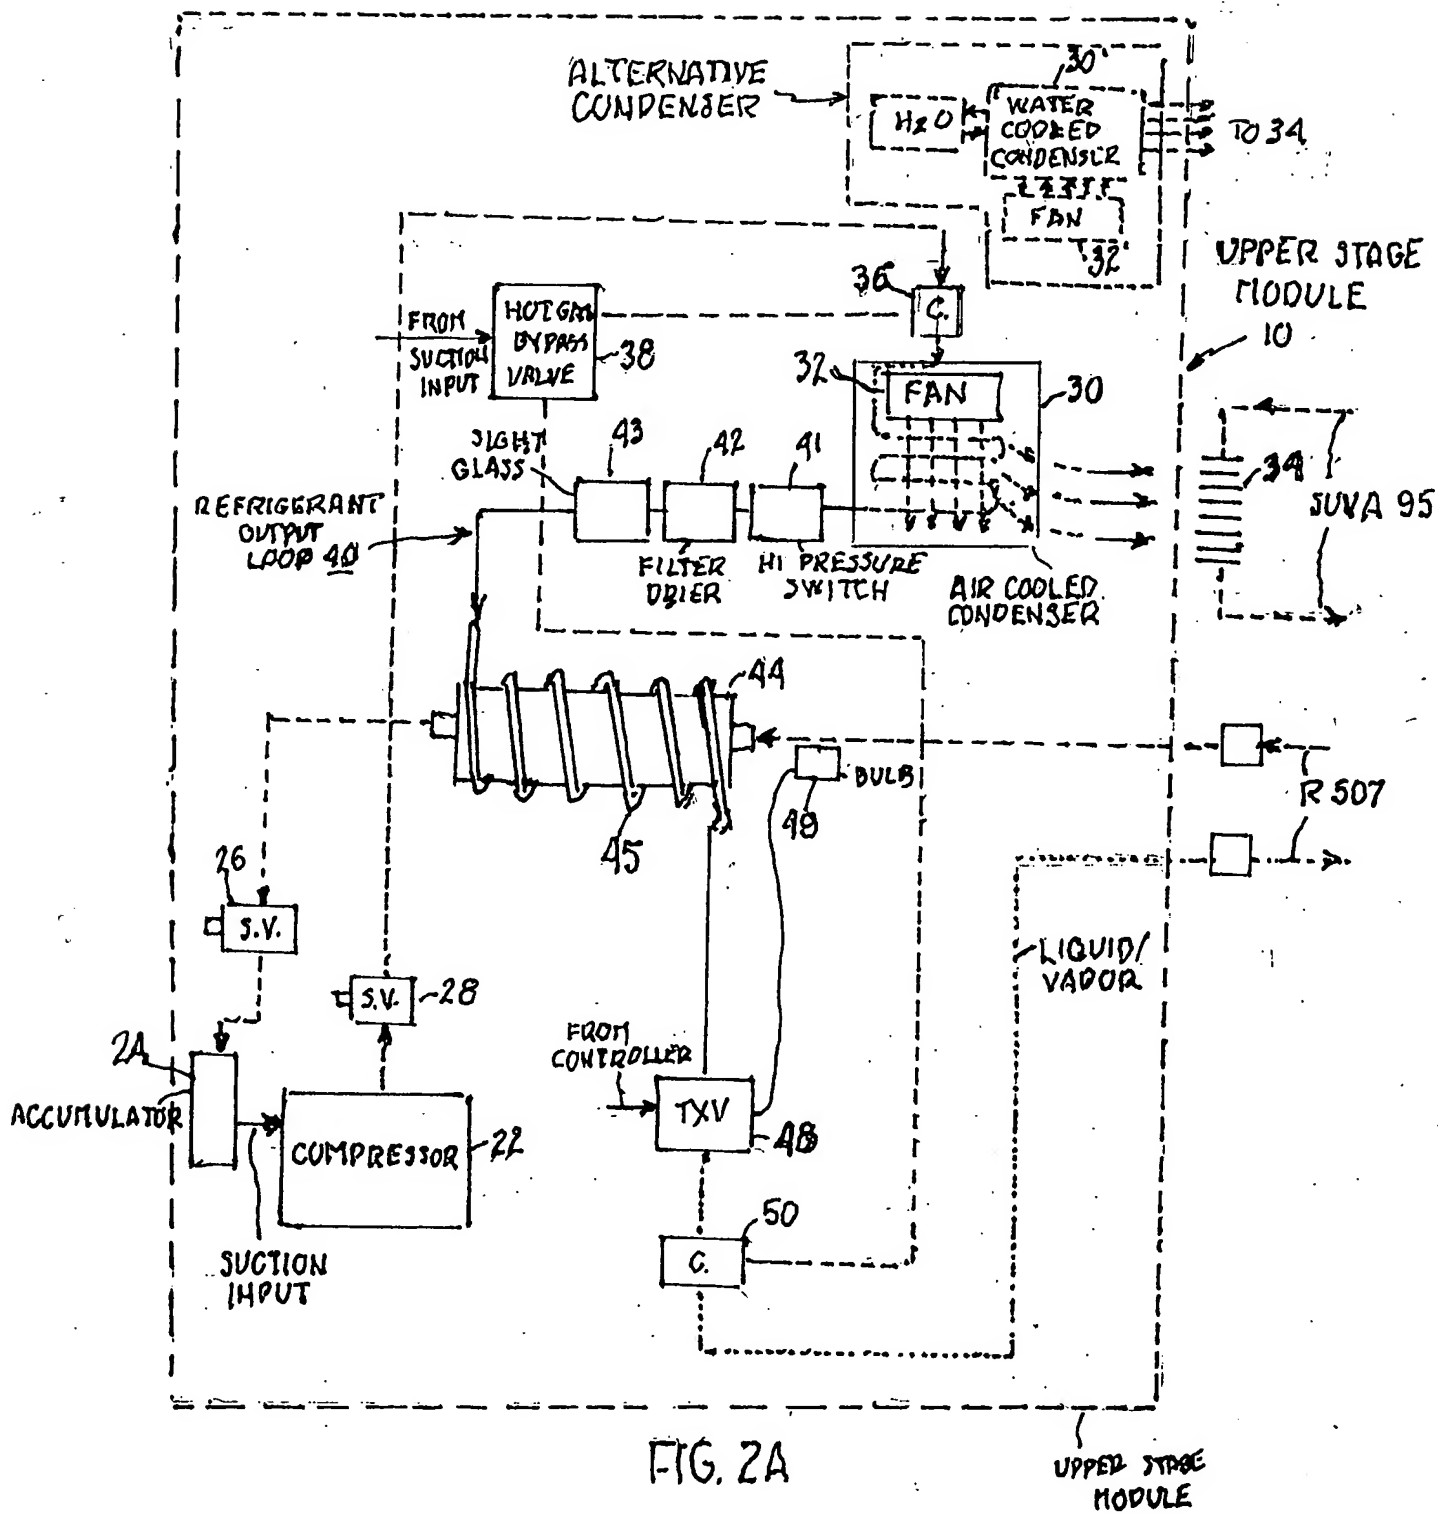 ALTERNATIVE
CONDENSER
30'
H2O
WATER
COOLED
CONDENSER
TO 34
FAN
32'
UPPER STAGE
MODULE
10
36
C.
FROM
SUCTION
INPUT
HOT GAS
BYPASS
VALVE
38
32
FAN
30
SIGHT
GLASS
43
42
41
34
SUVA 95
REFRIGERANT
OUTPUT
LOOP 40
FILTER
DRIER
HI PRESSURE
SWITCH
AIR COOLED
CONDENSER
44
BULB
49
45
R 507
26
S.V.
S.V.
28
LIQUID/
VAPOR
24
ACCUMULATOR
FROM
CONTROLLER
TXV
48
COMPRESSOR
22
50
C.
SUCTION
INPUT
FIG. 2A
UPPER STAGE
MODULE